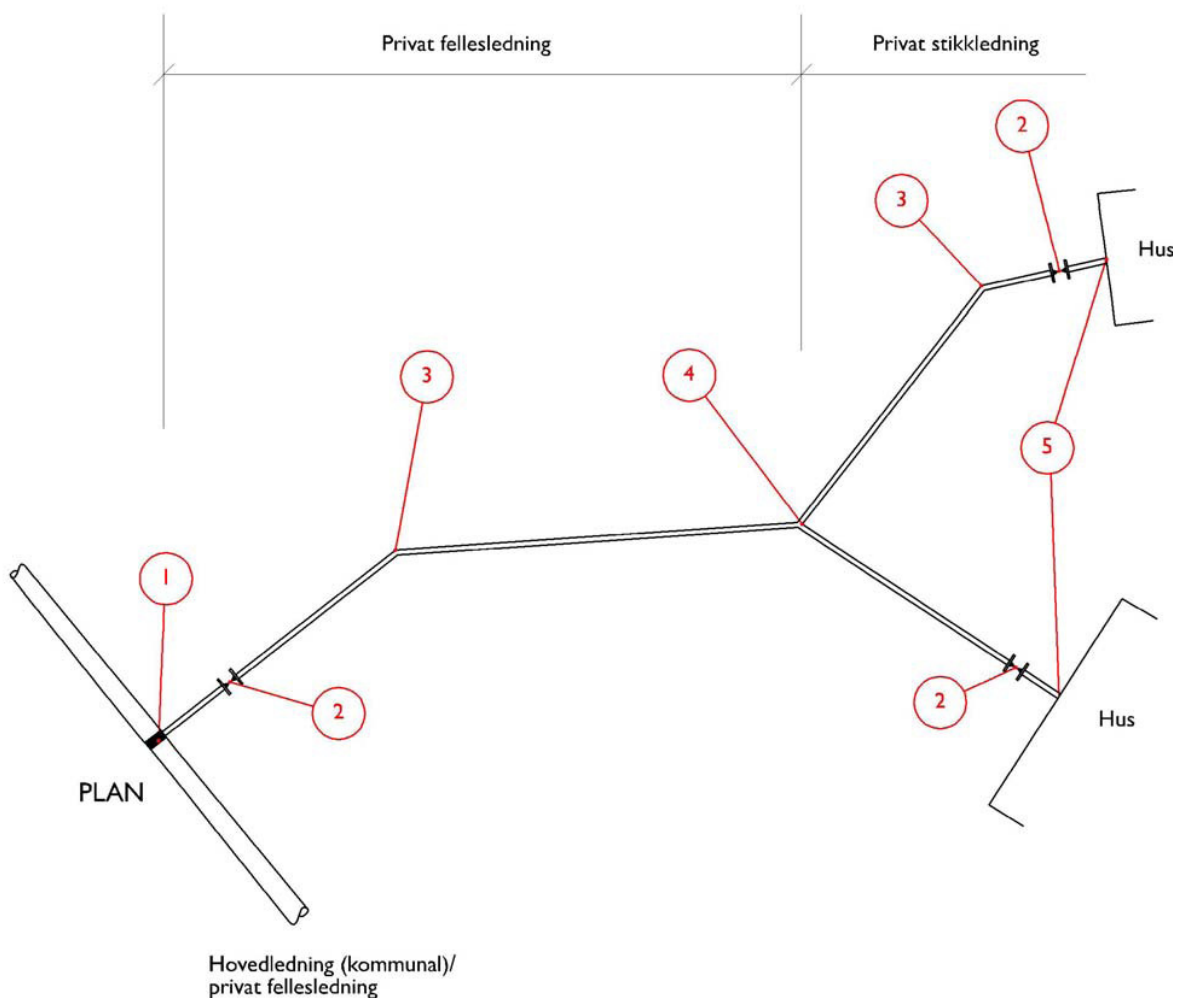 Privat fellesledning
Privat stikkledning
2
3
Hus
3
4
5
1
2
2
Hus
PLAN
Hovedledning (kommunal)/
privat fellesledning